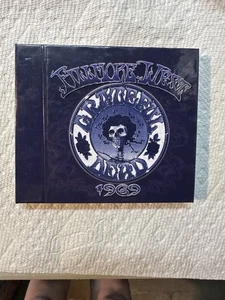 FILLMORE WEST
GRATEFUL
DEAD
1969